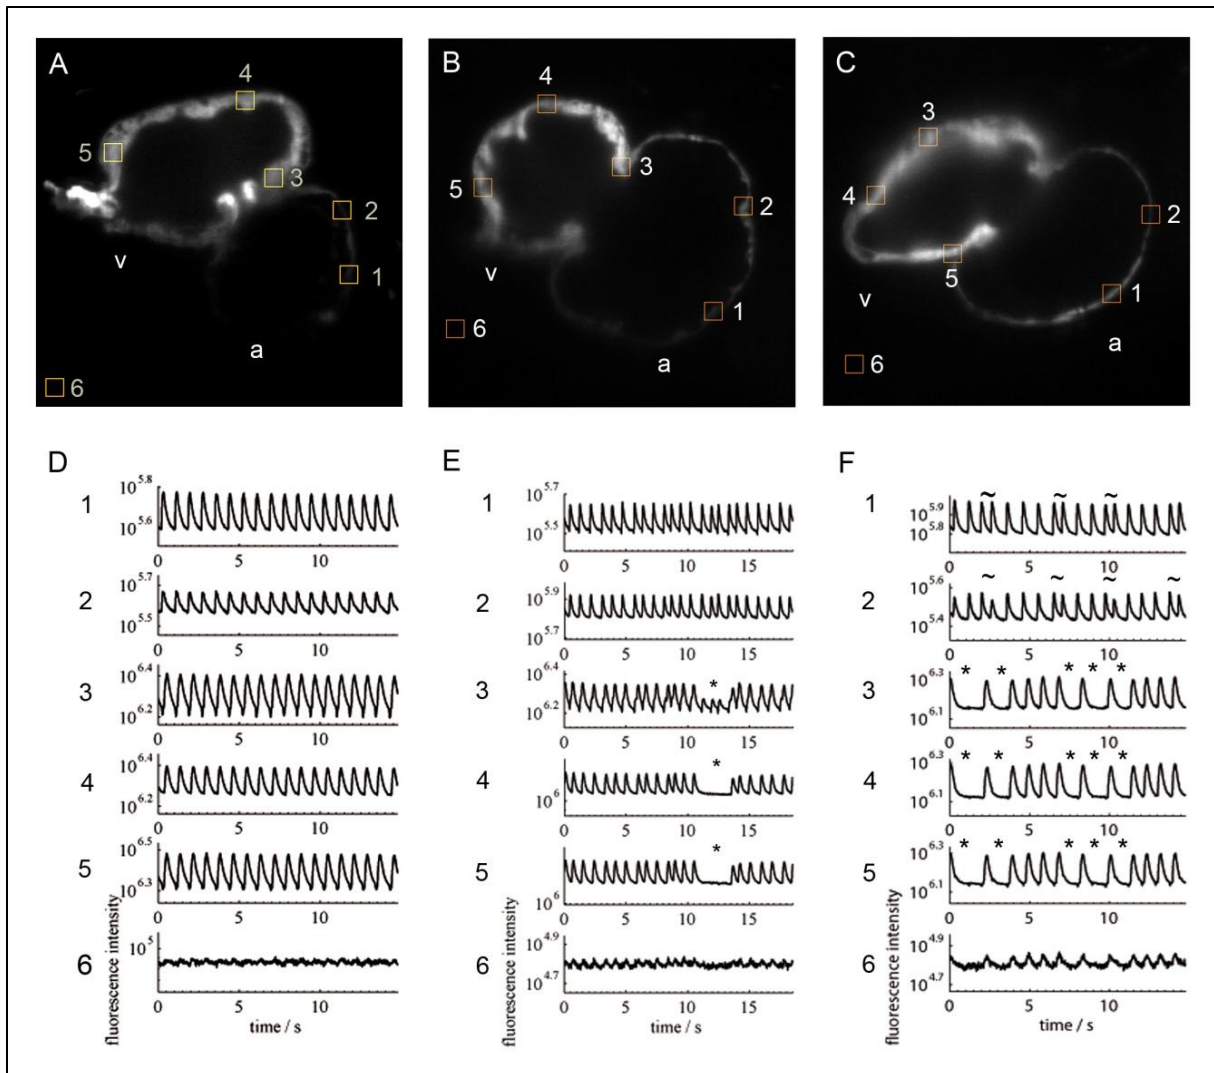 A
4
5
3
2
1
v
a
6
B
4
3
5
2
v
1
6
a
C
3
4
2
5
1
v
a
6
D
1
10^5.8
10^5.6
0 5 10
2
10^5.7
10^5.5
0 5 10
3
10^6.4
10^6.2
0 5 10
4
10^6.4
10^6.2
0 5 10
5
10^6.5
10^6.3
0 5 10
6
10^5
0 5 10
time / s
fluorescence intensity
E
1
10^5.7
10^5.5
0 5 10 15
2
10^5.9
10^5.7
0 5 10 15
3
10^6.4
10^6.2
*
0 5 10 15
4
10^6
*
0 5 10 15
5
10^6
*
0 5 10 15
6
10^4.9
10^4.7
0 5 10 15
time / s
fluorescence intensity
F
1
~ ~ ~
10^5.9
10^5.8
0 5 10
2
~ ~ ~ ~
10^5.6
10^5.4
0 5 10
3
* * * * *
10^6.3
10^6.1
0 5 10
4
* * * * *
10^6.3
10^6.1
0 5 10
5
* * * * *
10^6.3
10^6.1
0 5 10
6
10^4.9
10^4.7
0 5 10
time / s
fluorescence intensity